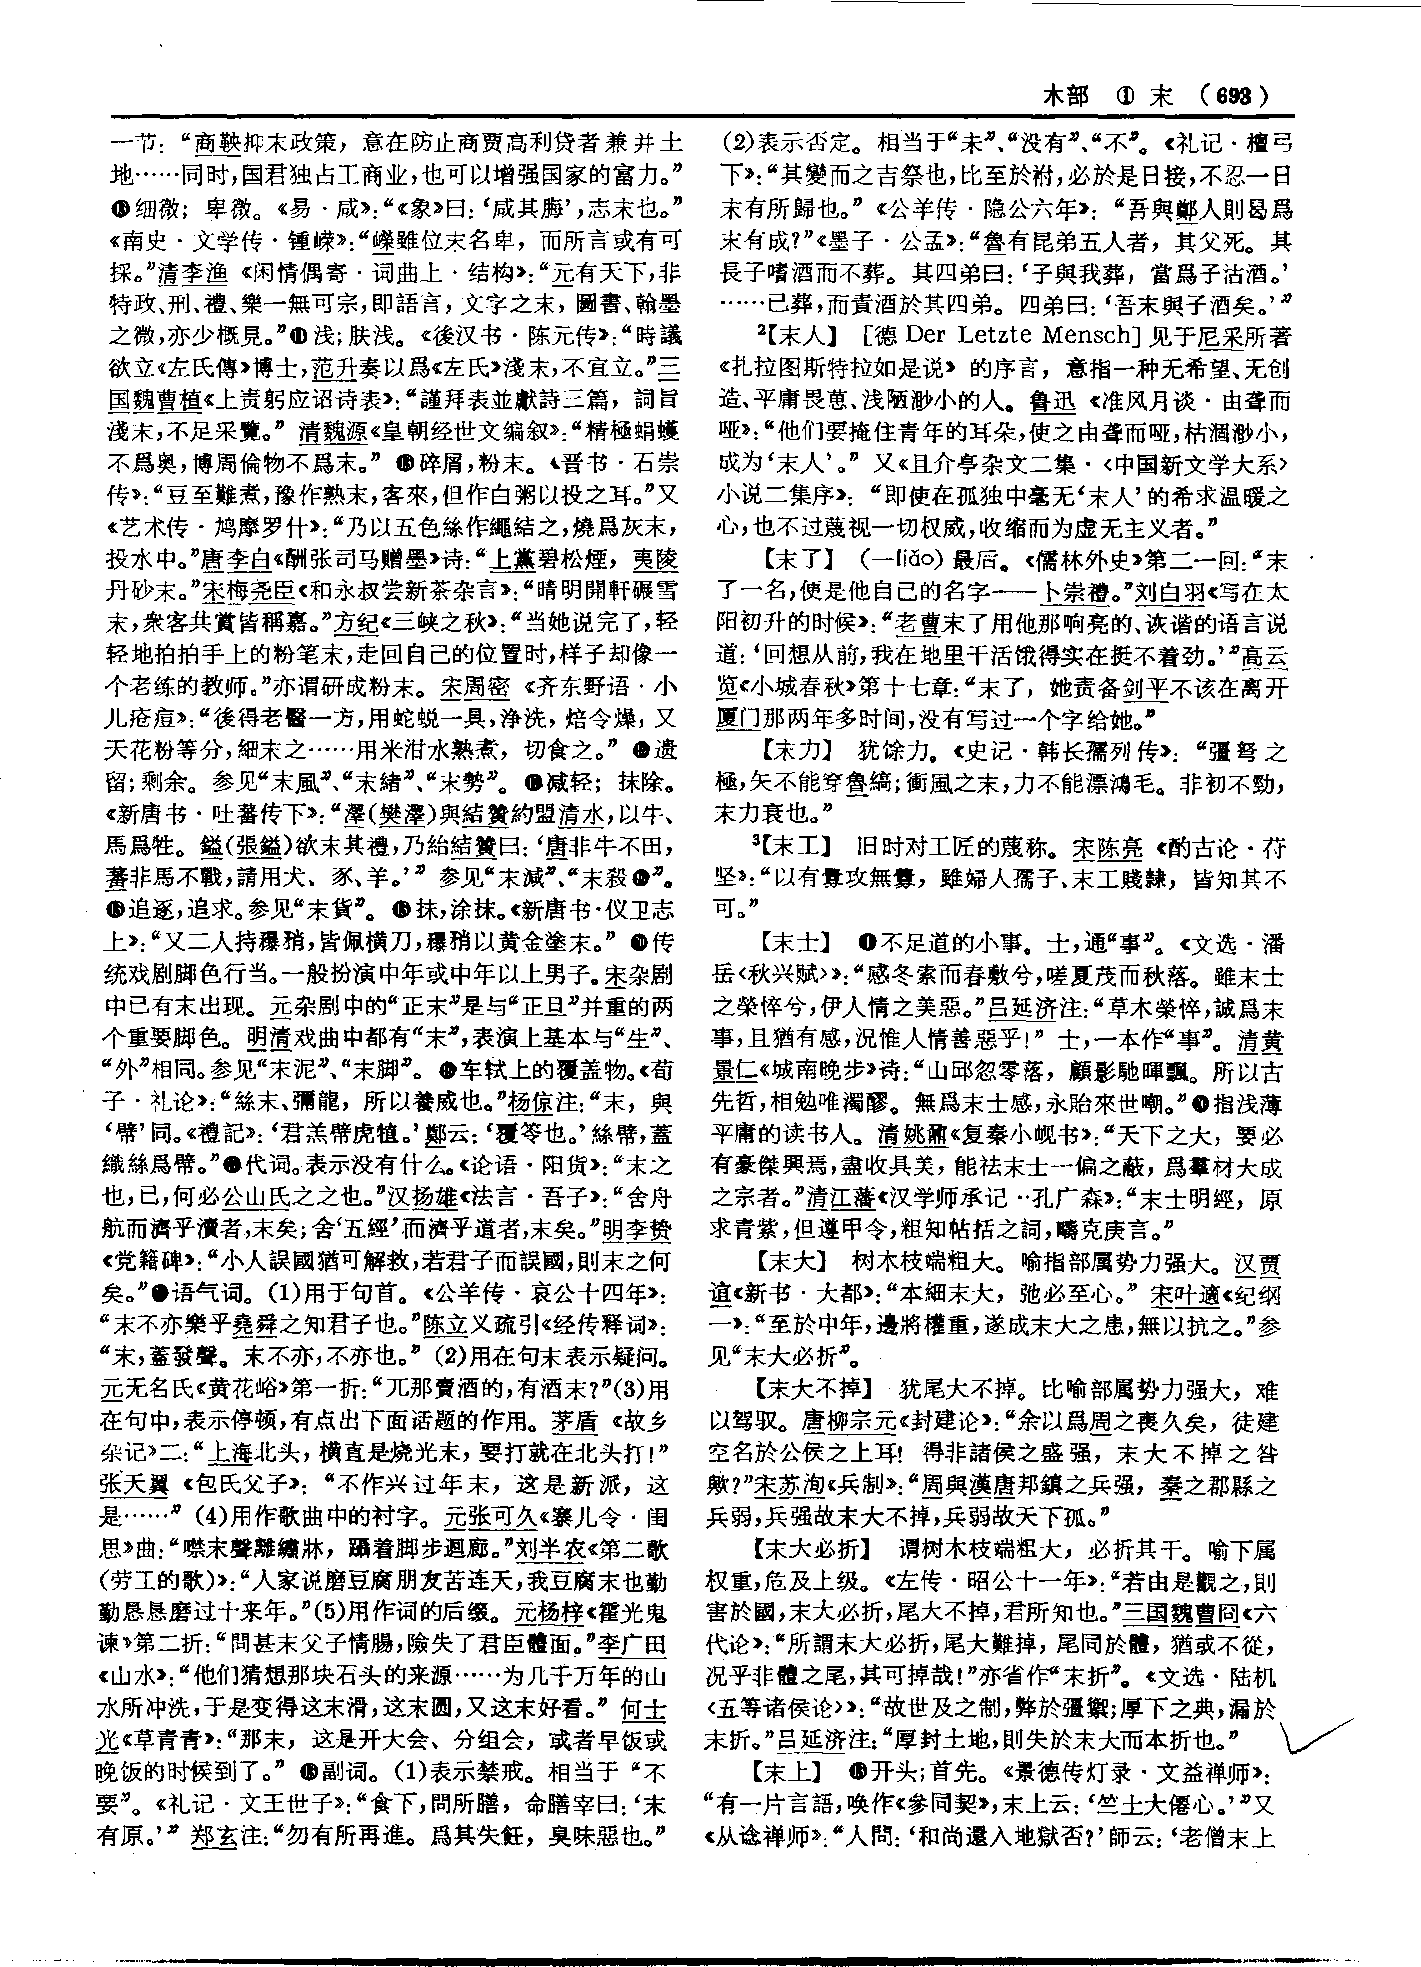 木部 ① 末 (693)
一节：“商鞅抑末政策，意在防止商贾高利贷者兼并土
地……同时，国君独占工商业，也可以增强国家的富力。”
细微；卑微。《易·咸》：“《象》曰：‘咸其脢’，志末也。”
《南史·文学传·锺嵘》：“嶸雖位末名卑，而所言或有可
採。”清李渔《闲情偶寄·词曲上·结构》：“元有天下，非
特政、刑、禮、樂一無可宗，即語言，文字之末，圖書、翰墨
之微，亦少概見。”浅；肤浅。《後汉书·陈元传》：“時議
欲立《左氏傳》博士，范升奏以爲《左氏》淺末，不宜立。”三
国魏曹植《上责躬应诏诗表》：“謹拜表並獻詩三篇，詞旨
淺末，不足采覽。”清魏源《皇朝经世文编叙》：“精極蜎蠖
不爲奥，博周倫物不爲末。”碎屑，粉末。《晋书·石崇
传》：“豆至難煮，豫作熟末，客來，但作白粥以投之耳。”又
《艺术传·鸠摩罗什》：“乃以五色絲作繩結之，燒爲灰末，
投水中。”唐李白《酬张司马赠墨》诗：“上黨碧松煙，夷陵
丹砂末。”宋梅尧臣《和永叔尝新茶杂言》：“晴明開軒碾雪
末，衆客共賞皆稱嘉。”方纪《三峡之秋》：“当她说完了，轻
轻地拍拍手上的粉笔末，走回自己的位置时，样子却像一
个老练的教师。”亦谓研成粉末。宋周密《齐东野语·小
儿疮痘》：“後得老醫一方，用蛇蜕一具，净洗，焙令燥，又
天花粉等分，細末之……用米泔水熟煮，切食之。”遗
留；剩余。参见“末風”、“末緒”、“末勢”。减轻；抹除。
《新唐书·吐蕃传下》：“澤(樊澤)與結贊約盟清水，以牛、
馬爲牲。鎰(張鎰)欲末其禮，乃紿結贊曰：‘唐非牛不田，
蕃非馬不戰，請用犬、豕、羊。’”参见“末減”、“末殺”。
追逐，追求。参见“末貨”。抹，涂抹。《新唐书·仪卫志
上》：“又二人持𥎞矟，皆佩横刀，𥎞矟以黄金塗末。”传
统戏剧脚色行当。一般扮演中年或中年以上男子。宋杂剧
中已有末出现。元杂剧中的“正末”是与“正旦”并重的两
个重要脚色。明清戏曲中都有“末”，表演上基本与“生”、
“外”相同。参见“末泥”、“末脚”。车轼上的覆盖物。《荀
子·礼论》：“絲末、彌龍，所以養威也。”杨倞注：“末，與
‘幦’同。《禮記》：‘君羔幦虎犆。’鄭云：‘覆笭也。’絲幦，蓋
織絲爲幦。”代词。表示没有什么。《论语·阳货》：“末之
也，已，何必公山氏之之也。”汉扬雄《法言·吾子》：“舍舟
航而濟乎瀆者，末矣；舍‘五經’而濟乎道者，末矣。”明李贽
《党籍碑》：“小人誤國猶可解救，若君子而誤國，則末之何
矣。”语气词。(1)用于句首。《公羊传·哀公十四年》：
“末不亦樂乎堯舜之知君子也。”陈立义疏引《经传释词》：
“末，蓋發聲。末不亦，不亦也。”(2)用在句末表示疑问。
元无名氏《黄花峪》第一折：“兀那賣酒的，有酒末？”(3)用
在句中，表示停顿，有点出下面话题的作用。茅盾《故乡
杂记》二：“上海北头，横直是烧光末，要打就在北头打！”
张天翼《包氏父子》：“不作兴过年末，这是新派，这
是……”(4)用作歌曲中的衬字。元张可久《寨儿令·闺
思》曲：“噤末聲離繡牀，躡着脚步迴廊。”刘半农《第二歌
(劳工的歌)》：“人家说磨豆腐朋友苦连天，我豆腐末也勤
勤恳恳磨过十来年。”(5)用作词的后缀。元杨梓《霍光鬼
谏》第二折：“問甚末父子情腸，險失了君臣體面。”李广田
《山水》：“他们猜想那块石头的来源……为几千万年的山
水所冲洗，于是变得这末滑，这末圆，又这末好看。”何士
光《草青青》：“那末，这是开大会、分组会，或者早饭或
晚饭的时候到了。”副词。(1)表示禁戒。相当于“不
要”。《礼记·文王世子》：“食下，問所膳，命膳宰曰：‘末
有原。’”郑玄注：“勿有所再進。爲其失飪，臭味惡也。”
(2)表示否定。相当于“未”、“没有”、“不”。《礼记·檀弓
下》：“其變而之吉祭也，比至於祔，必於是日接，不忍一日
末有所歸也。”《公羊传·隐公六年》：“吾與鄭人則曷爲
末有成？”《墨子·公孟》：“魯有昆弟五人者，其父死。其
長子嗜酒而不葬。其四弟曰：‘子與我葬，當爲子沽酒。’
……已葬，而責酒於其四弟。四弟曰：‘吾末與子酒矣。’”
²【末人】 [德 Der Letzte Mensch]见于尼采所著
《扎拉图斯特拉如是说》的序言，意指一种无希望、无创
造、平庸畏葸、浅陋渺小的人。鲁迅《准风月谈·由聋而
哑》：“他们要掩住青年的耳朵，使之由聋而哑，枯涸渺小，
成为‘末人’。”又《且介亭杂文二集·〈中国新文学大系〉
小说二集序》：“即使在孤独中毫无‘末人’的希求温暖之
心，也不过蔑视一切权威，收缩而为虚无主义者。”
【末了】 (—liǎo)最后。《儒林外史》第二一回：“末
了一名，便是他自己的名字——卜崇禮。”刘白羽《写在太
阳初升的时候》：“老曹末了用他那响亮的、诙谐的语言说
道：‘回想从前，我在地里干活饿得实在挺不着劲。’”高云
览《小城春秋》第十七章：“末了，她责备剑平不该在离开
厦门那两年多时间，没有写过一个字给她。”
【末力】 犹馀力。《史记·韩长孺列传》：“彊弩之
極，矢不能穿魯縞；衝風之末，力不能漂鴻毛。非初不勁，
末力衰也。”
³【末工】 旧时对工匠的蔑称。宋陈亮《酌古论·苻
坚》：“以有釁攻無釁，雖婦人孺子、末工賤隸，皆知其不
可。”
【末士】 ❶不足道的小事。士，通“事”。《文选·潘
岳〈秋兴赋〉》：“感冬索而春敷兮，嗟夏茂而秋落。雖末士
之榮悴兮，伊人情之美惡。”吕延济注：“草木榮悴，誠爲末
事，且猶有感，況惟人情善惡乎！”士，一本作“事”。清黄
景仁《城南晚步》诗：“山邱忽零落，顧影馳暉飄。所以古
先哲，相勉唯濁醪。無爲末士感，永貽來世嘲。”❷指浅薄
平庸的读书人。清姚鼐《复秦小岘书》：“天下之大，要必
有豪傑興焉，盡收具美，能祛末士一偏之蔽，爲羣材大成
之宗者。”清江藩《汉学师承记··孔广森》：“末士明經，原
求青紫，但遵甲令，粗知帖括之詞，疇克庚言。”
【末大】 树木枝端粗大。喻指部属势力强大。汉贾
谊《新书·大都》：“本細末大，弛必至心。”宋叶適《纪纲
一》：“至於中年，邊將權重，遂成末大之患，無以抗之。”参
见“末大必折”。
【末大不掉】 犹尾大不掉。比喻部属势力强大，难
以驾驭。唐柳宗元《封建论》：“余以爲周之喪久矣，徒建
空名於公侯之上耳！得非諸侯之盛强，末大不掉之咎
歟？”宋苏洵《兵制》：“周與漢唐邦鎮之兵强，秦之郡縣之
兵弱，兵强故末大不掉，兵弱故天下孤。”
【末大必折】 谓树木枝端粗大，必折其干。喻下属
权重，危及上级。《左传·昭公十一年》：“若由是觀之，則
害於國，末大必折，尾大不掉，君所知也。”三国魏曹冏《六
代论》：“所謂末大必折，尾大難掉，尾同於體，猶或不從，
況乎非體之尾，其可掉哉！”亦省作“末折”。《文选·陆机
〈五等诸侯论〉》：“故世及之制，弊於彊禦；厚下之典，漏於
末折。”吕延济注：“厚封土地，則失於末大而本折也。”
【末上】 开头；首先。《景德传灯录·文益禅师》：
“有一片言語，唤作《參同契》，末上云：‘竺土大僊心。’”又
《从谂禅师》：“人問：‘和尚還入地獄否？’師云：‘老僧末上